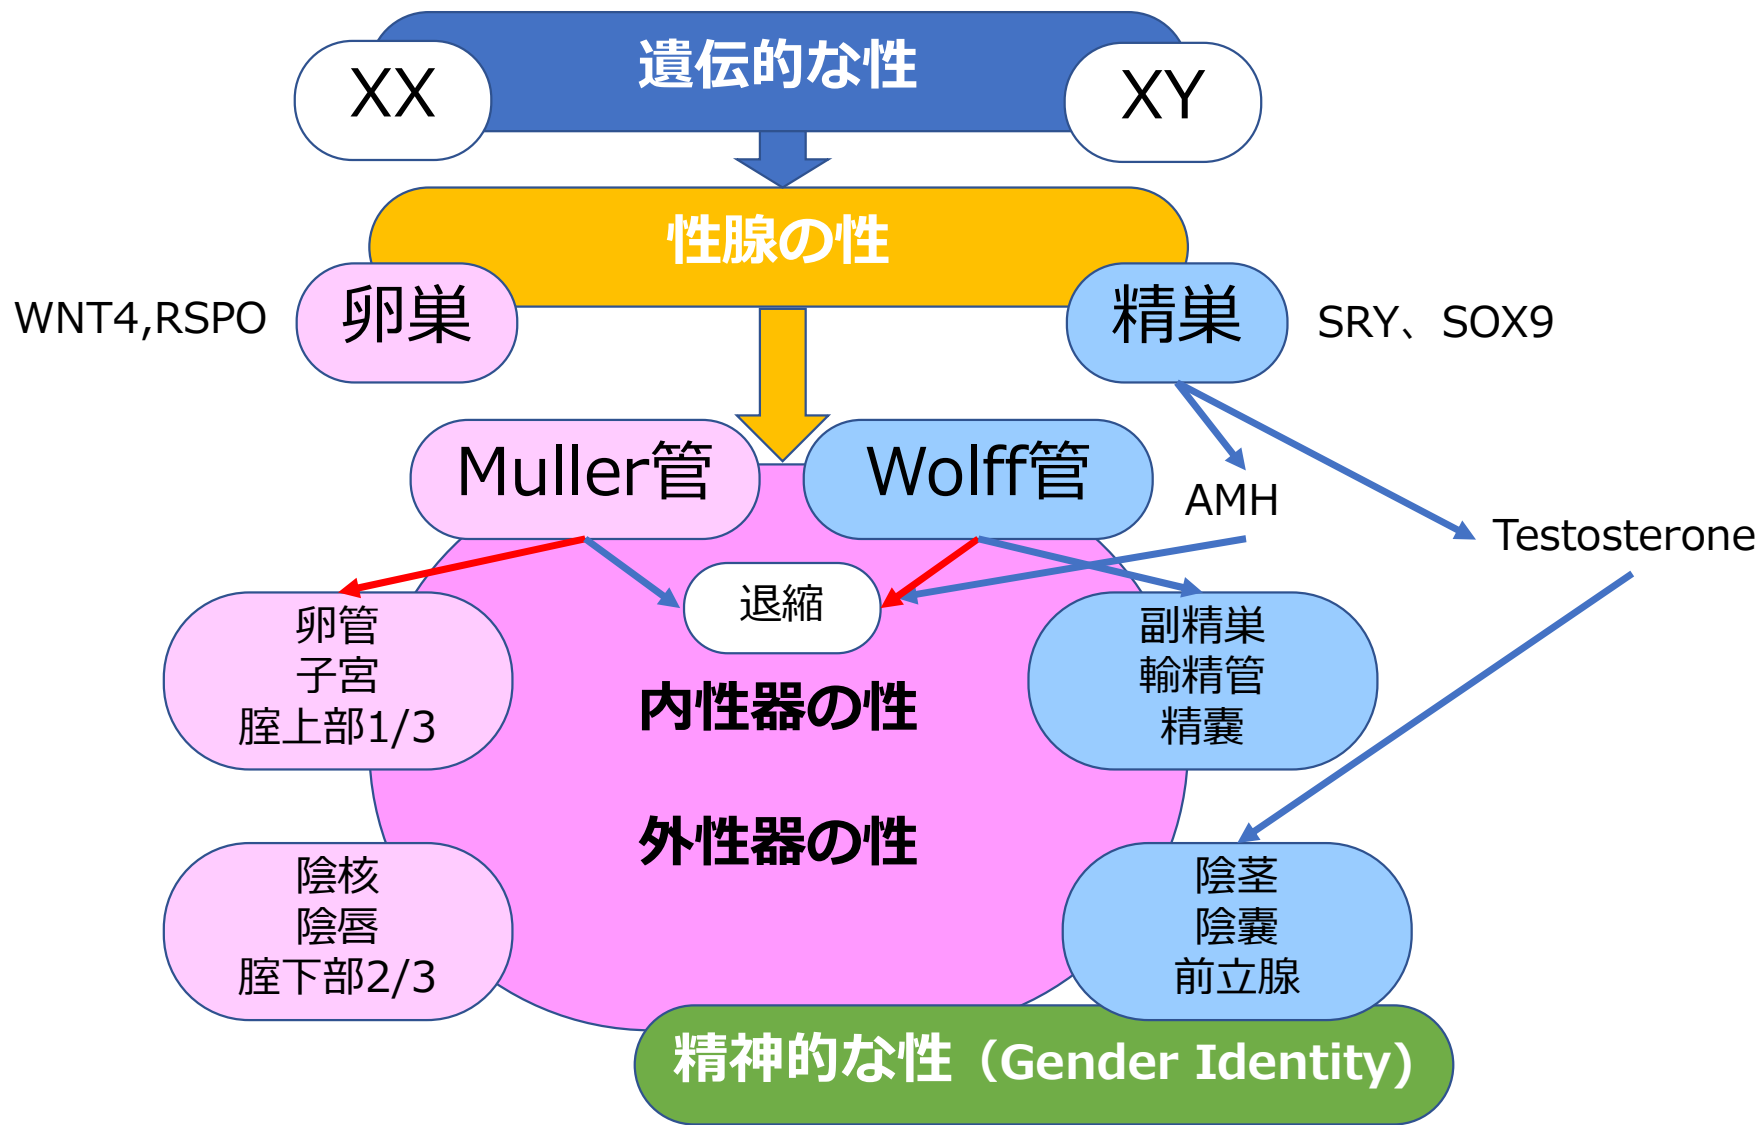 遺伝的な性
XX
XY
性腺の性
WNT4,RSPO
卵巣
精巣
SRY、SOX9
Muller管
Wolff管
AMH
Testosterone
退縮
卵管
子宮
腟上部1/3
副精巣
輸精管
精嚢
内性器の性
外性器の性
陰核
陰唇
腟下部2/3
陰茎
陰嚢
前立腺
精神的な性（Gender Identity)